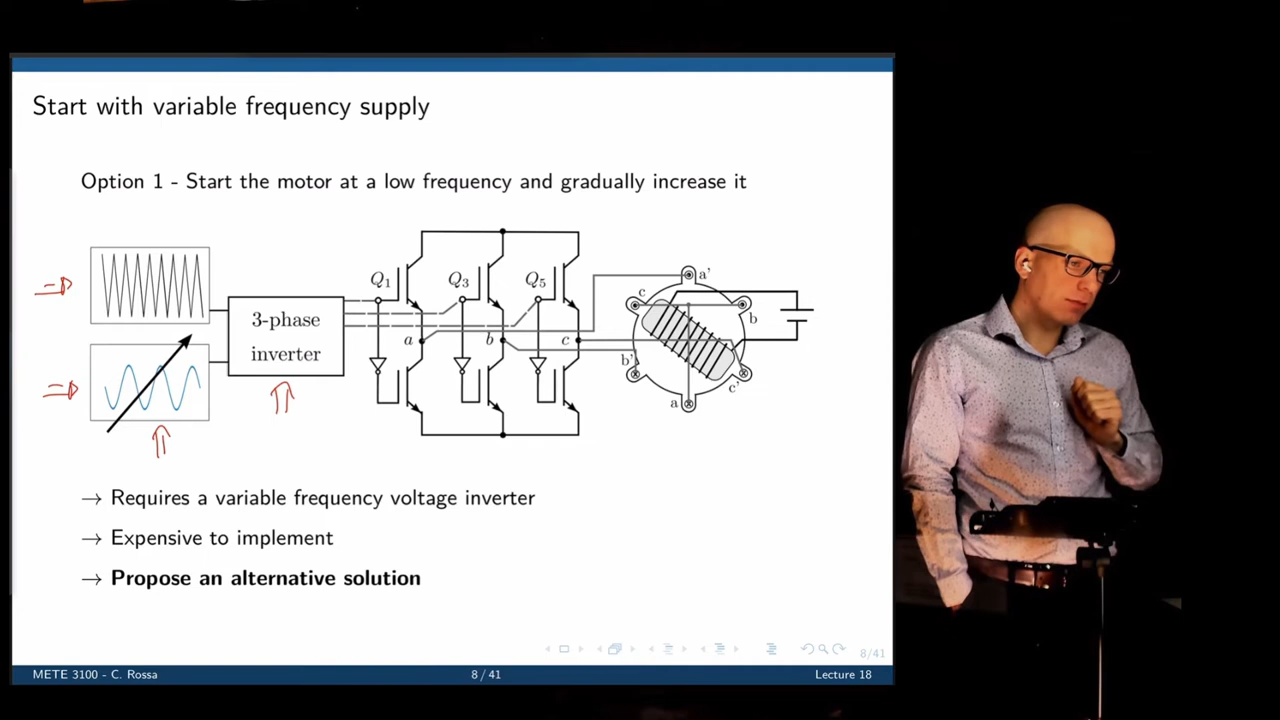 Start with variable frequency supply
Option 1 - Start the motor at a low frequency and gradually increase it
3-phase
inverter
Q1
Q3
Q5
a
b
c
a'
c
b
b'
c'
a
→ Requires a variable frequency voltage inverter
→ Expensive to implement
→ Propose an alternative solution
8/41
METE 3100 - C. Rossa
8 / 41
Lecture 18